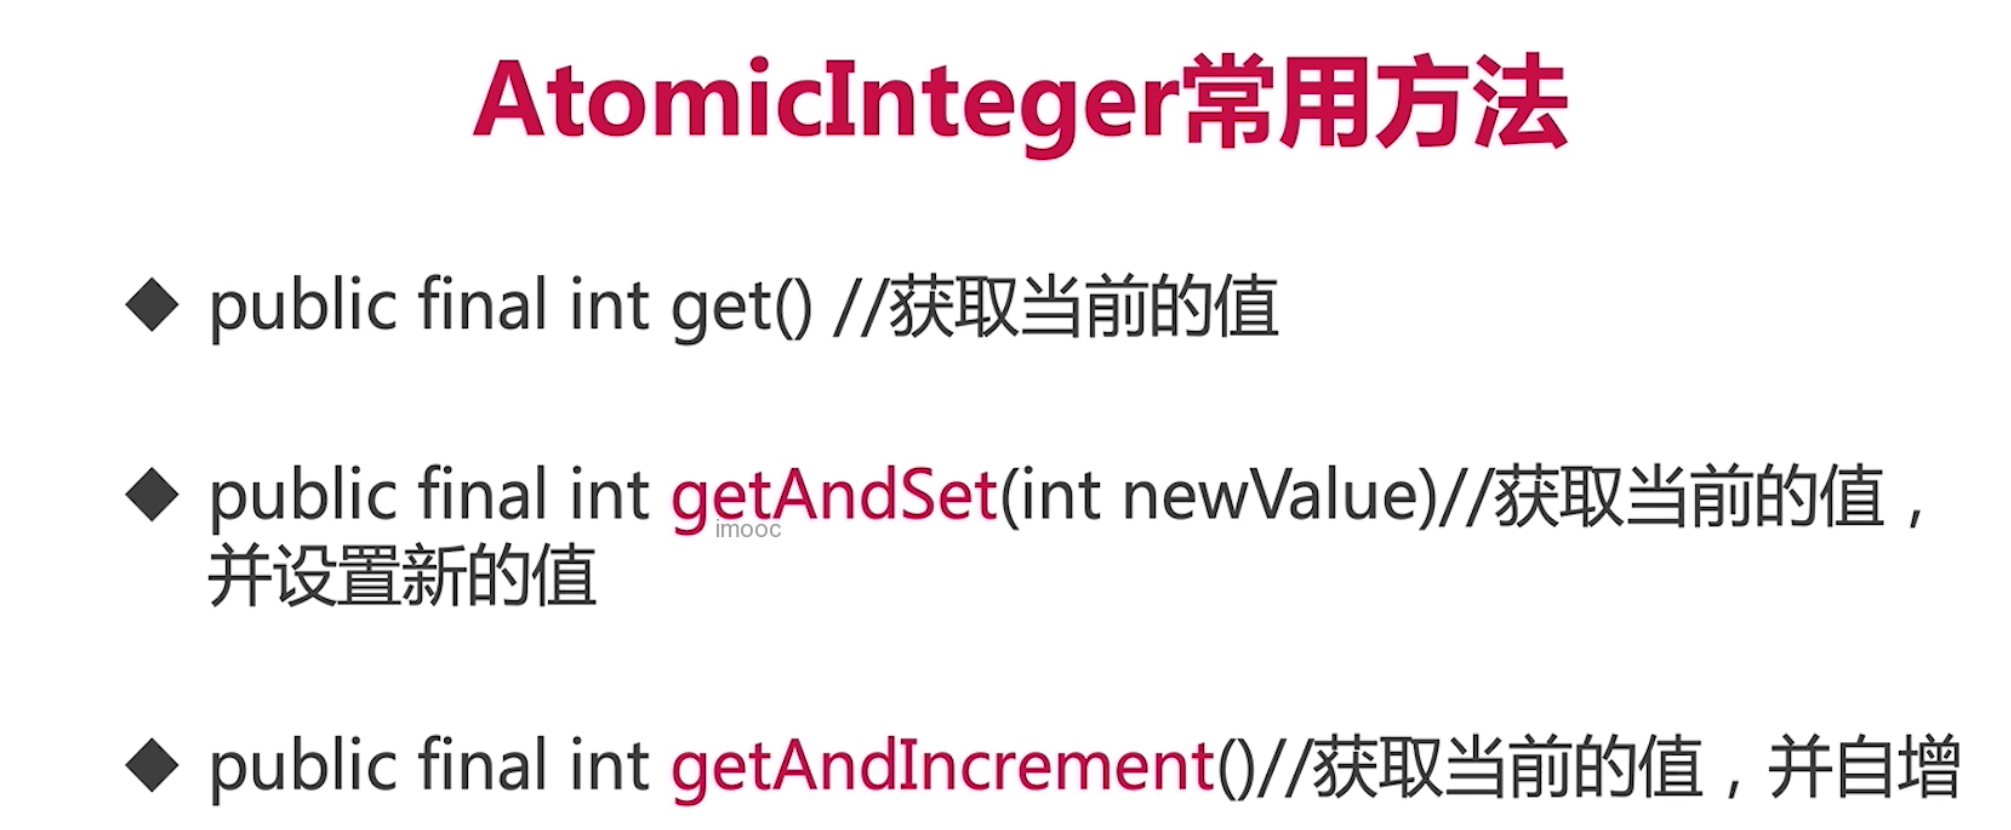 AtomicInteger常用方法
◆ public final int get() //获取当前的值
◆ public final int getAndSet(int newValue)//获取当前的值，
imooc
并设置新的值
◆ public final int getAndIncrement()//获取当前的值，并自增